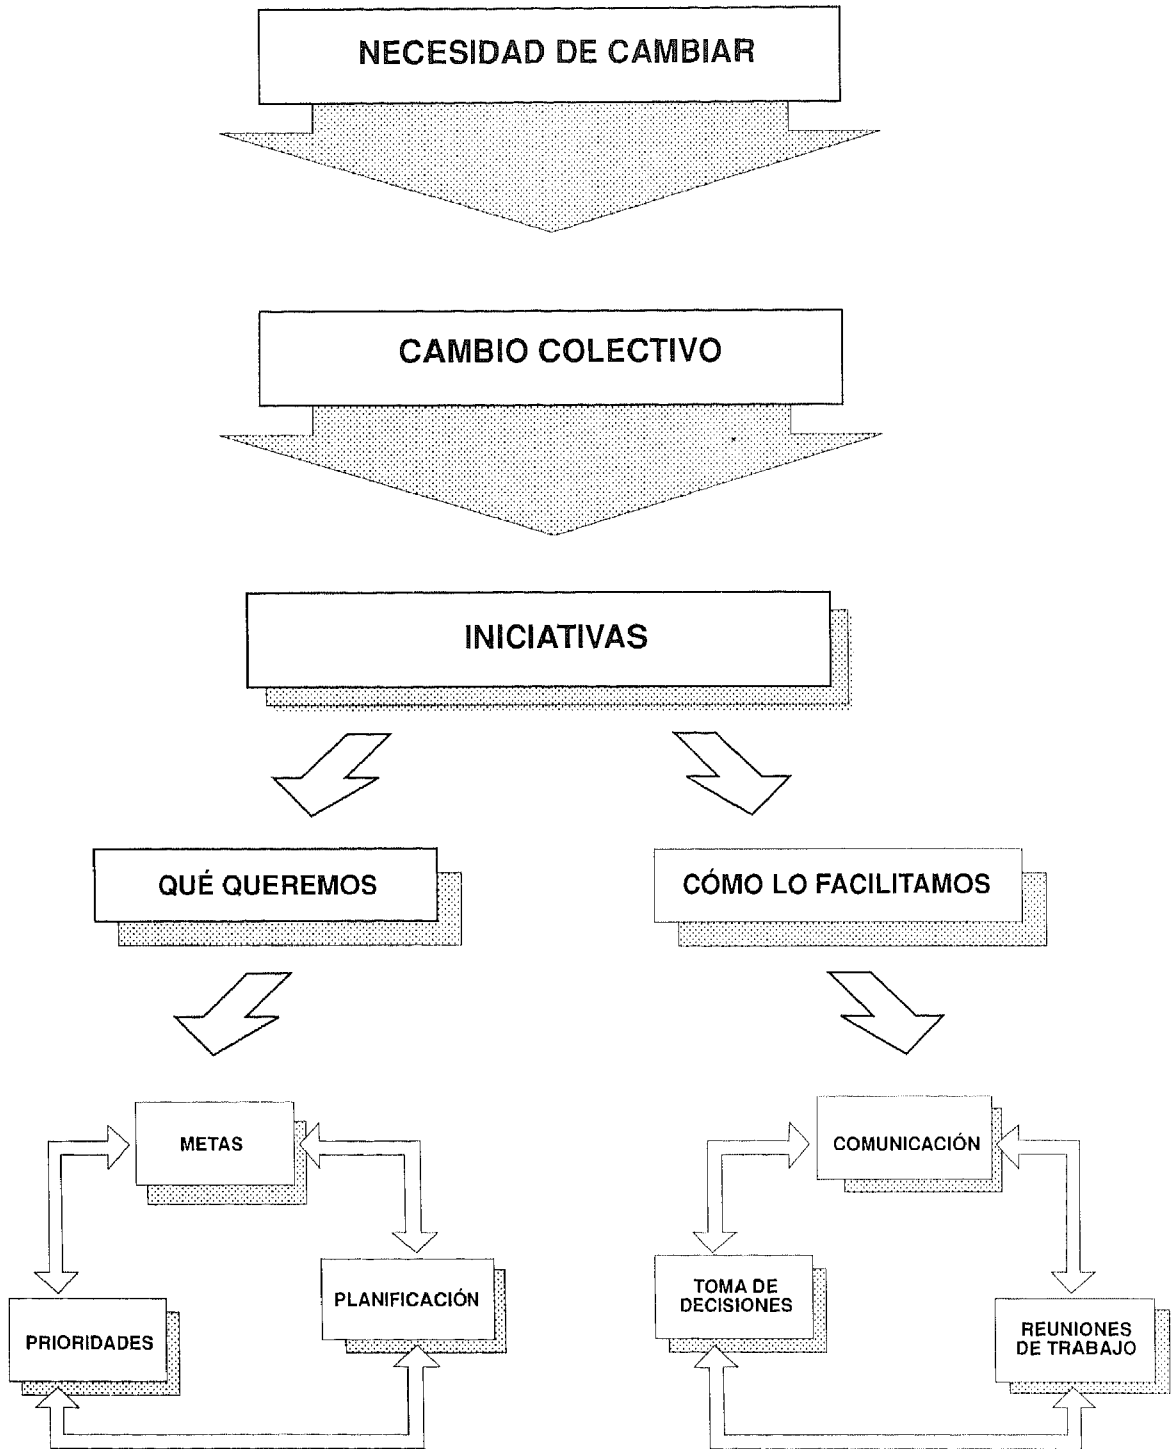 NECESIDAD DE CAMBIAR
CAMBIO COLECTIVO
INICIATIVAS
QUÉ QUEREMOS
CÓMO LO FACILITAMOS
METAS
PLANIFICACIÓN
PRIORIDADES
COMUNICACIÓN
TOMA DE
DECISIONES
REUNIONES
DE TRABAJO